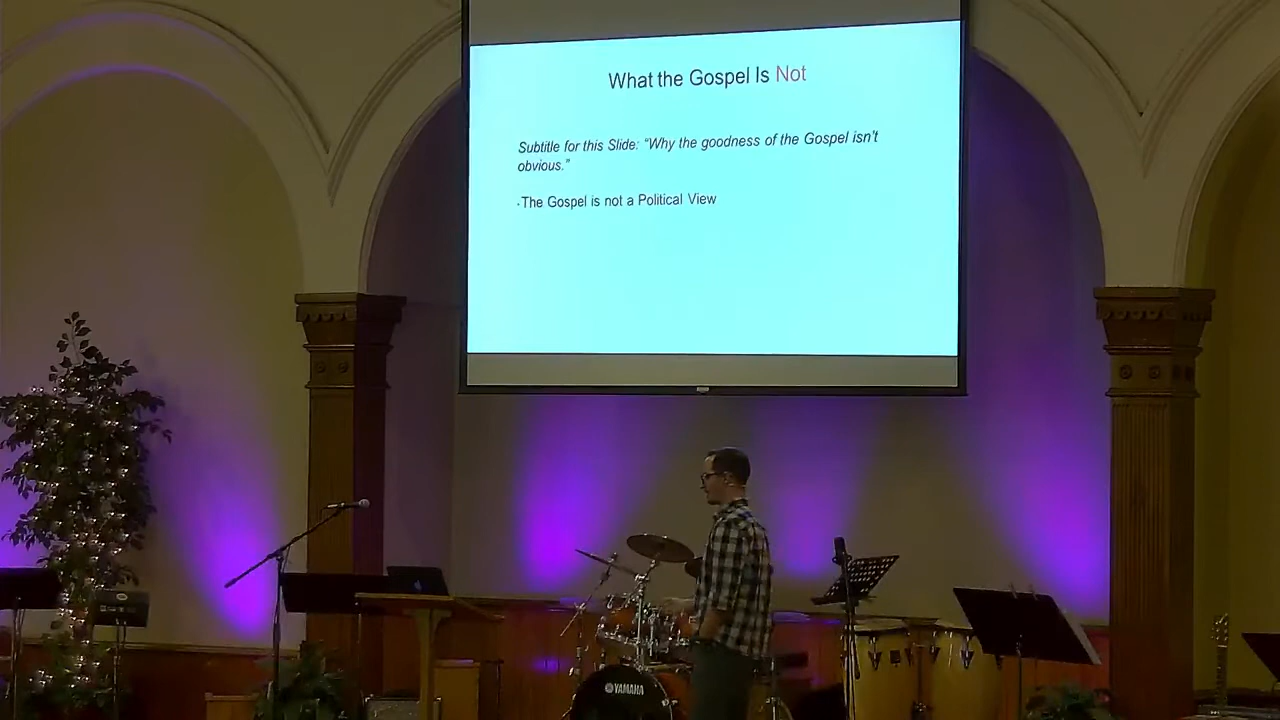 What the Gospel Is Not
Subtitle for this Slide: “Why the goodness of the Gospel isn’t
obvious.”
·The Gospel is not a Political View
YAMAHA